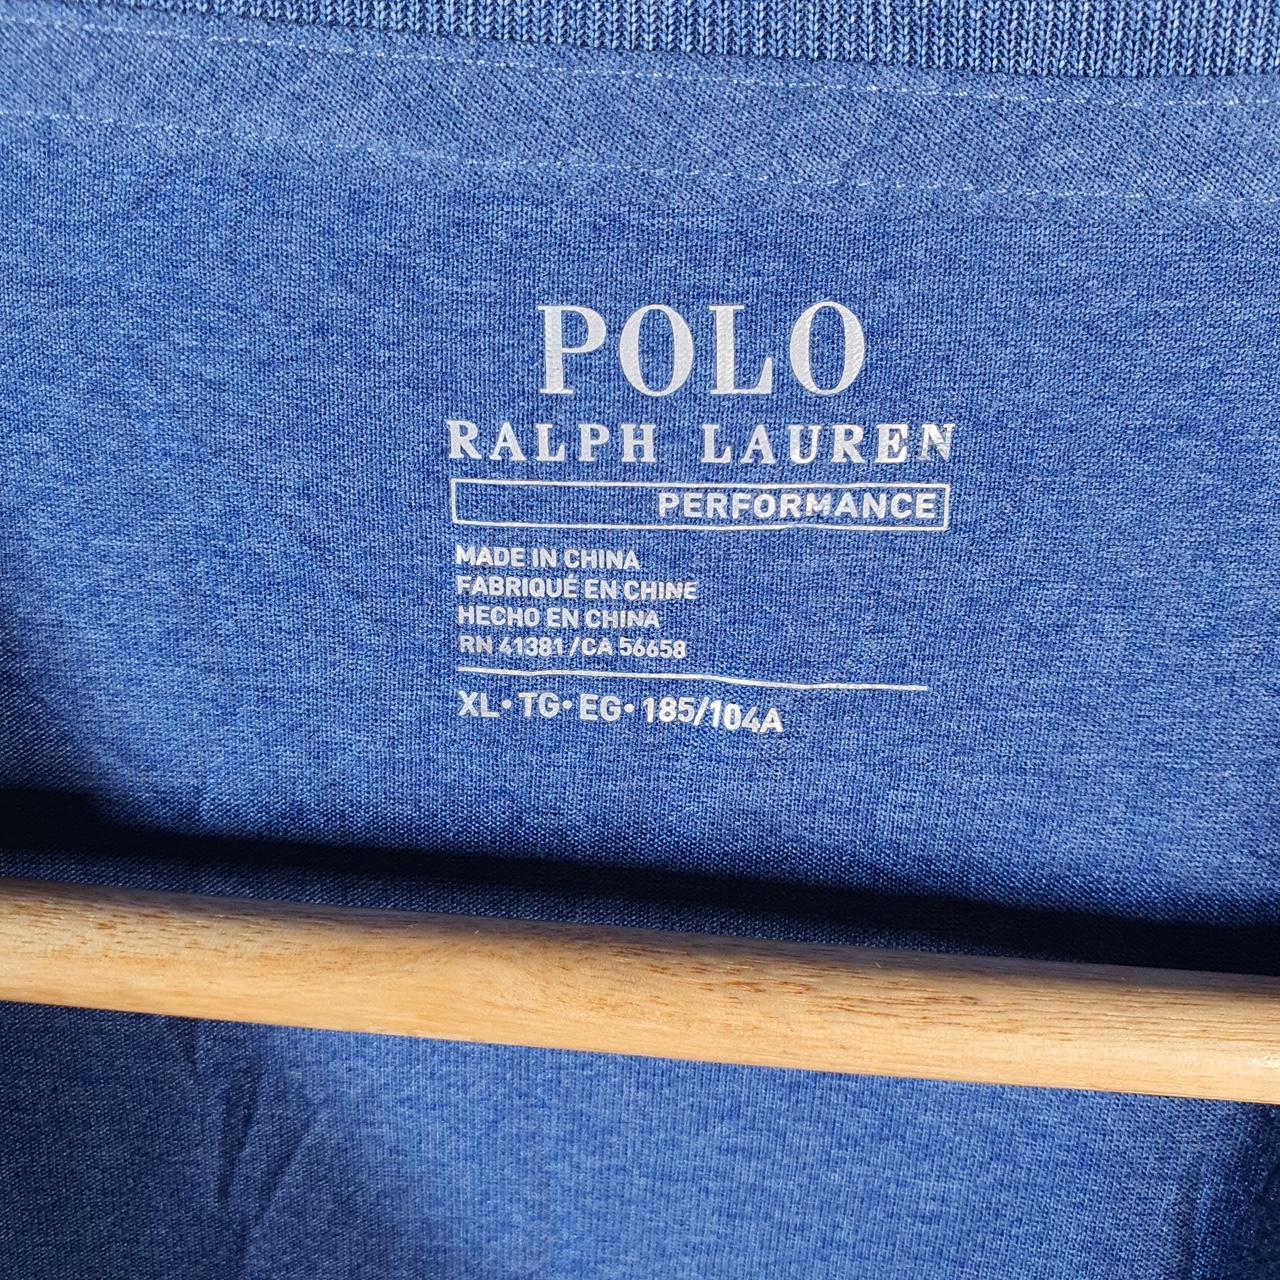 POLO
RALPH LAUREN
PERFORMANCE
MADE IN CHINA
FABRIQUÉ EN CHINE
HECHO EN CHINA
RN 41381 /CA 56658
XL• TG• EG• 185/104A